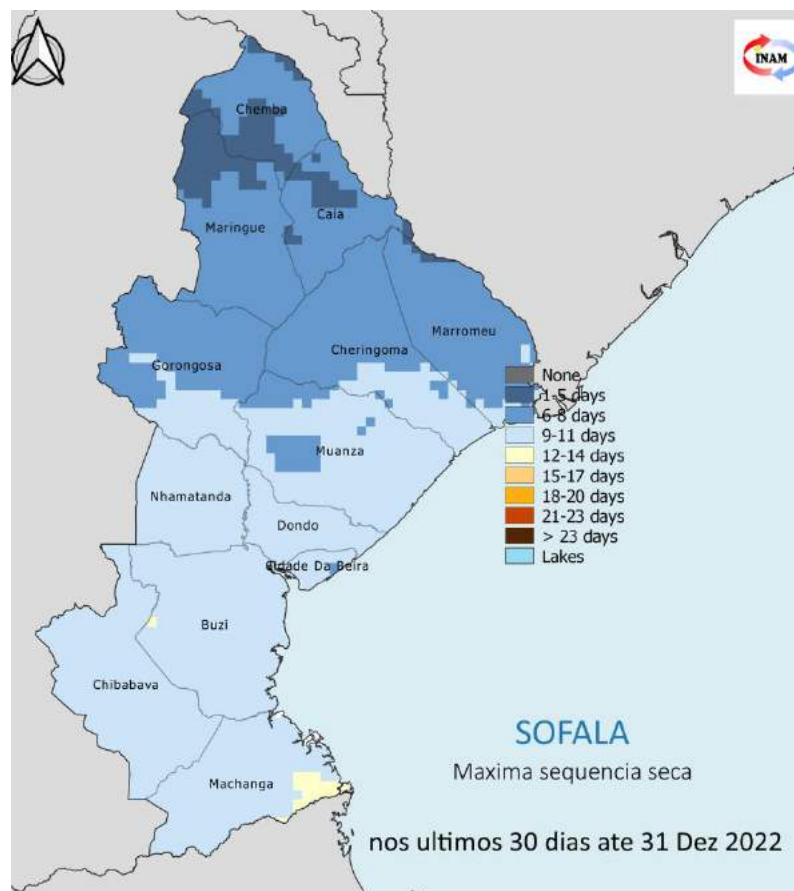 INAM
Chemba
Caia
Maringue
Marromeu
Cheringoma
Gorongosa
None
1-5 days
6-8 days
9-11 days
12-14 days
15-17 days
18-20 days
21-23 days
> 23 days
Lakes
Muanza
Nhamatanda
Dondo
Cidade Da Beira
Buzi
Chibabava
Machanga
SOFALA
Maxima sequencia seca
nos ultimos 30 dias ate 31 Dez 2022